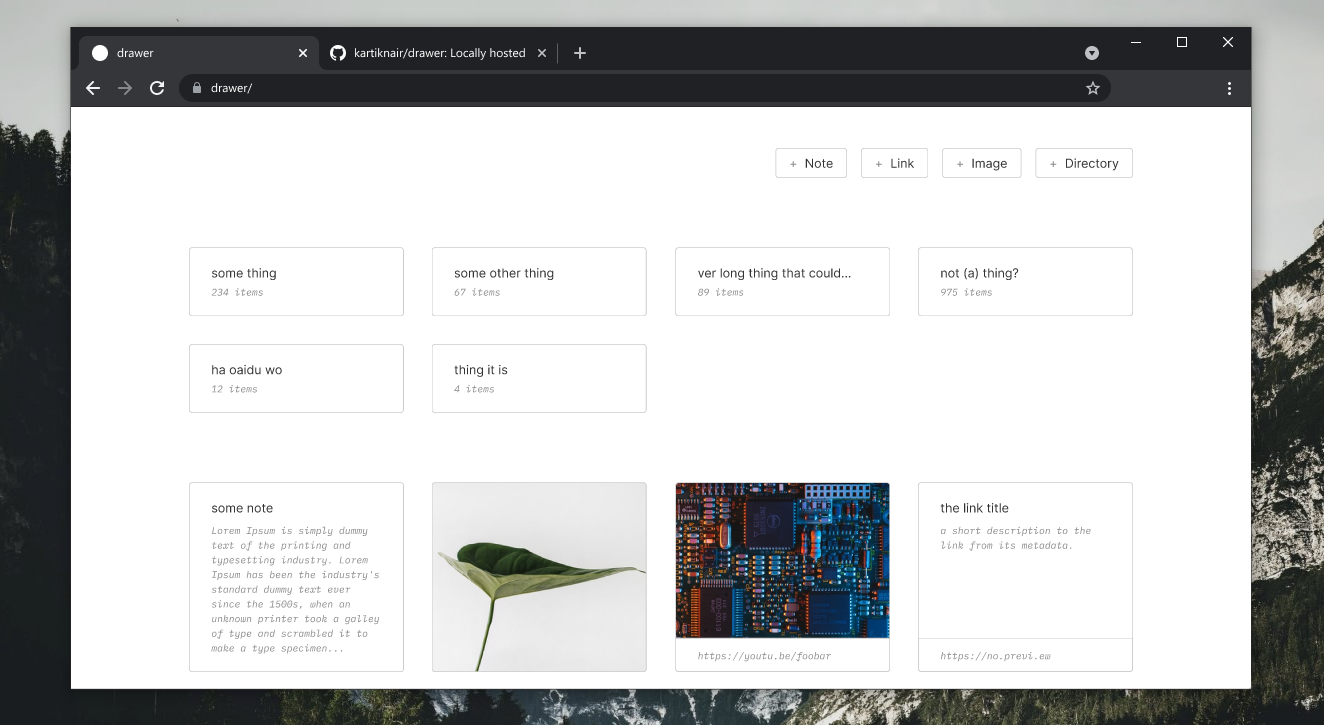 drawer
kartiknair/drawer: Locally hosted
drawer/
+ Note
+ Link
+ Image
+ Directory
some thing
234 items
some other thing
67 items
ver long thing that could...
89 items
not (a) thing?
975 items
ha oaidu wo
12 items
thing it is
4 items
some note
Lorem Ipsum is simply dummy
text of the printing and
typesetting industry. Lorem
Ipsum has been the industry's
standard dummy text ever
since the 1500s, when an
unknown printer took a galley
of type and scrambled it to
make a type specimen...
https://youtu.be/foobar
the link title
a short description to the
link from its metadata.
https://no.previ.ew